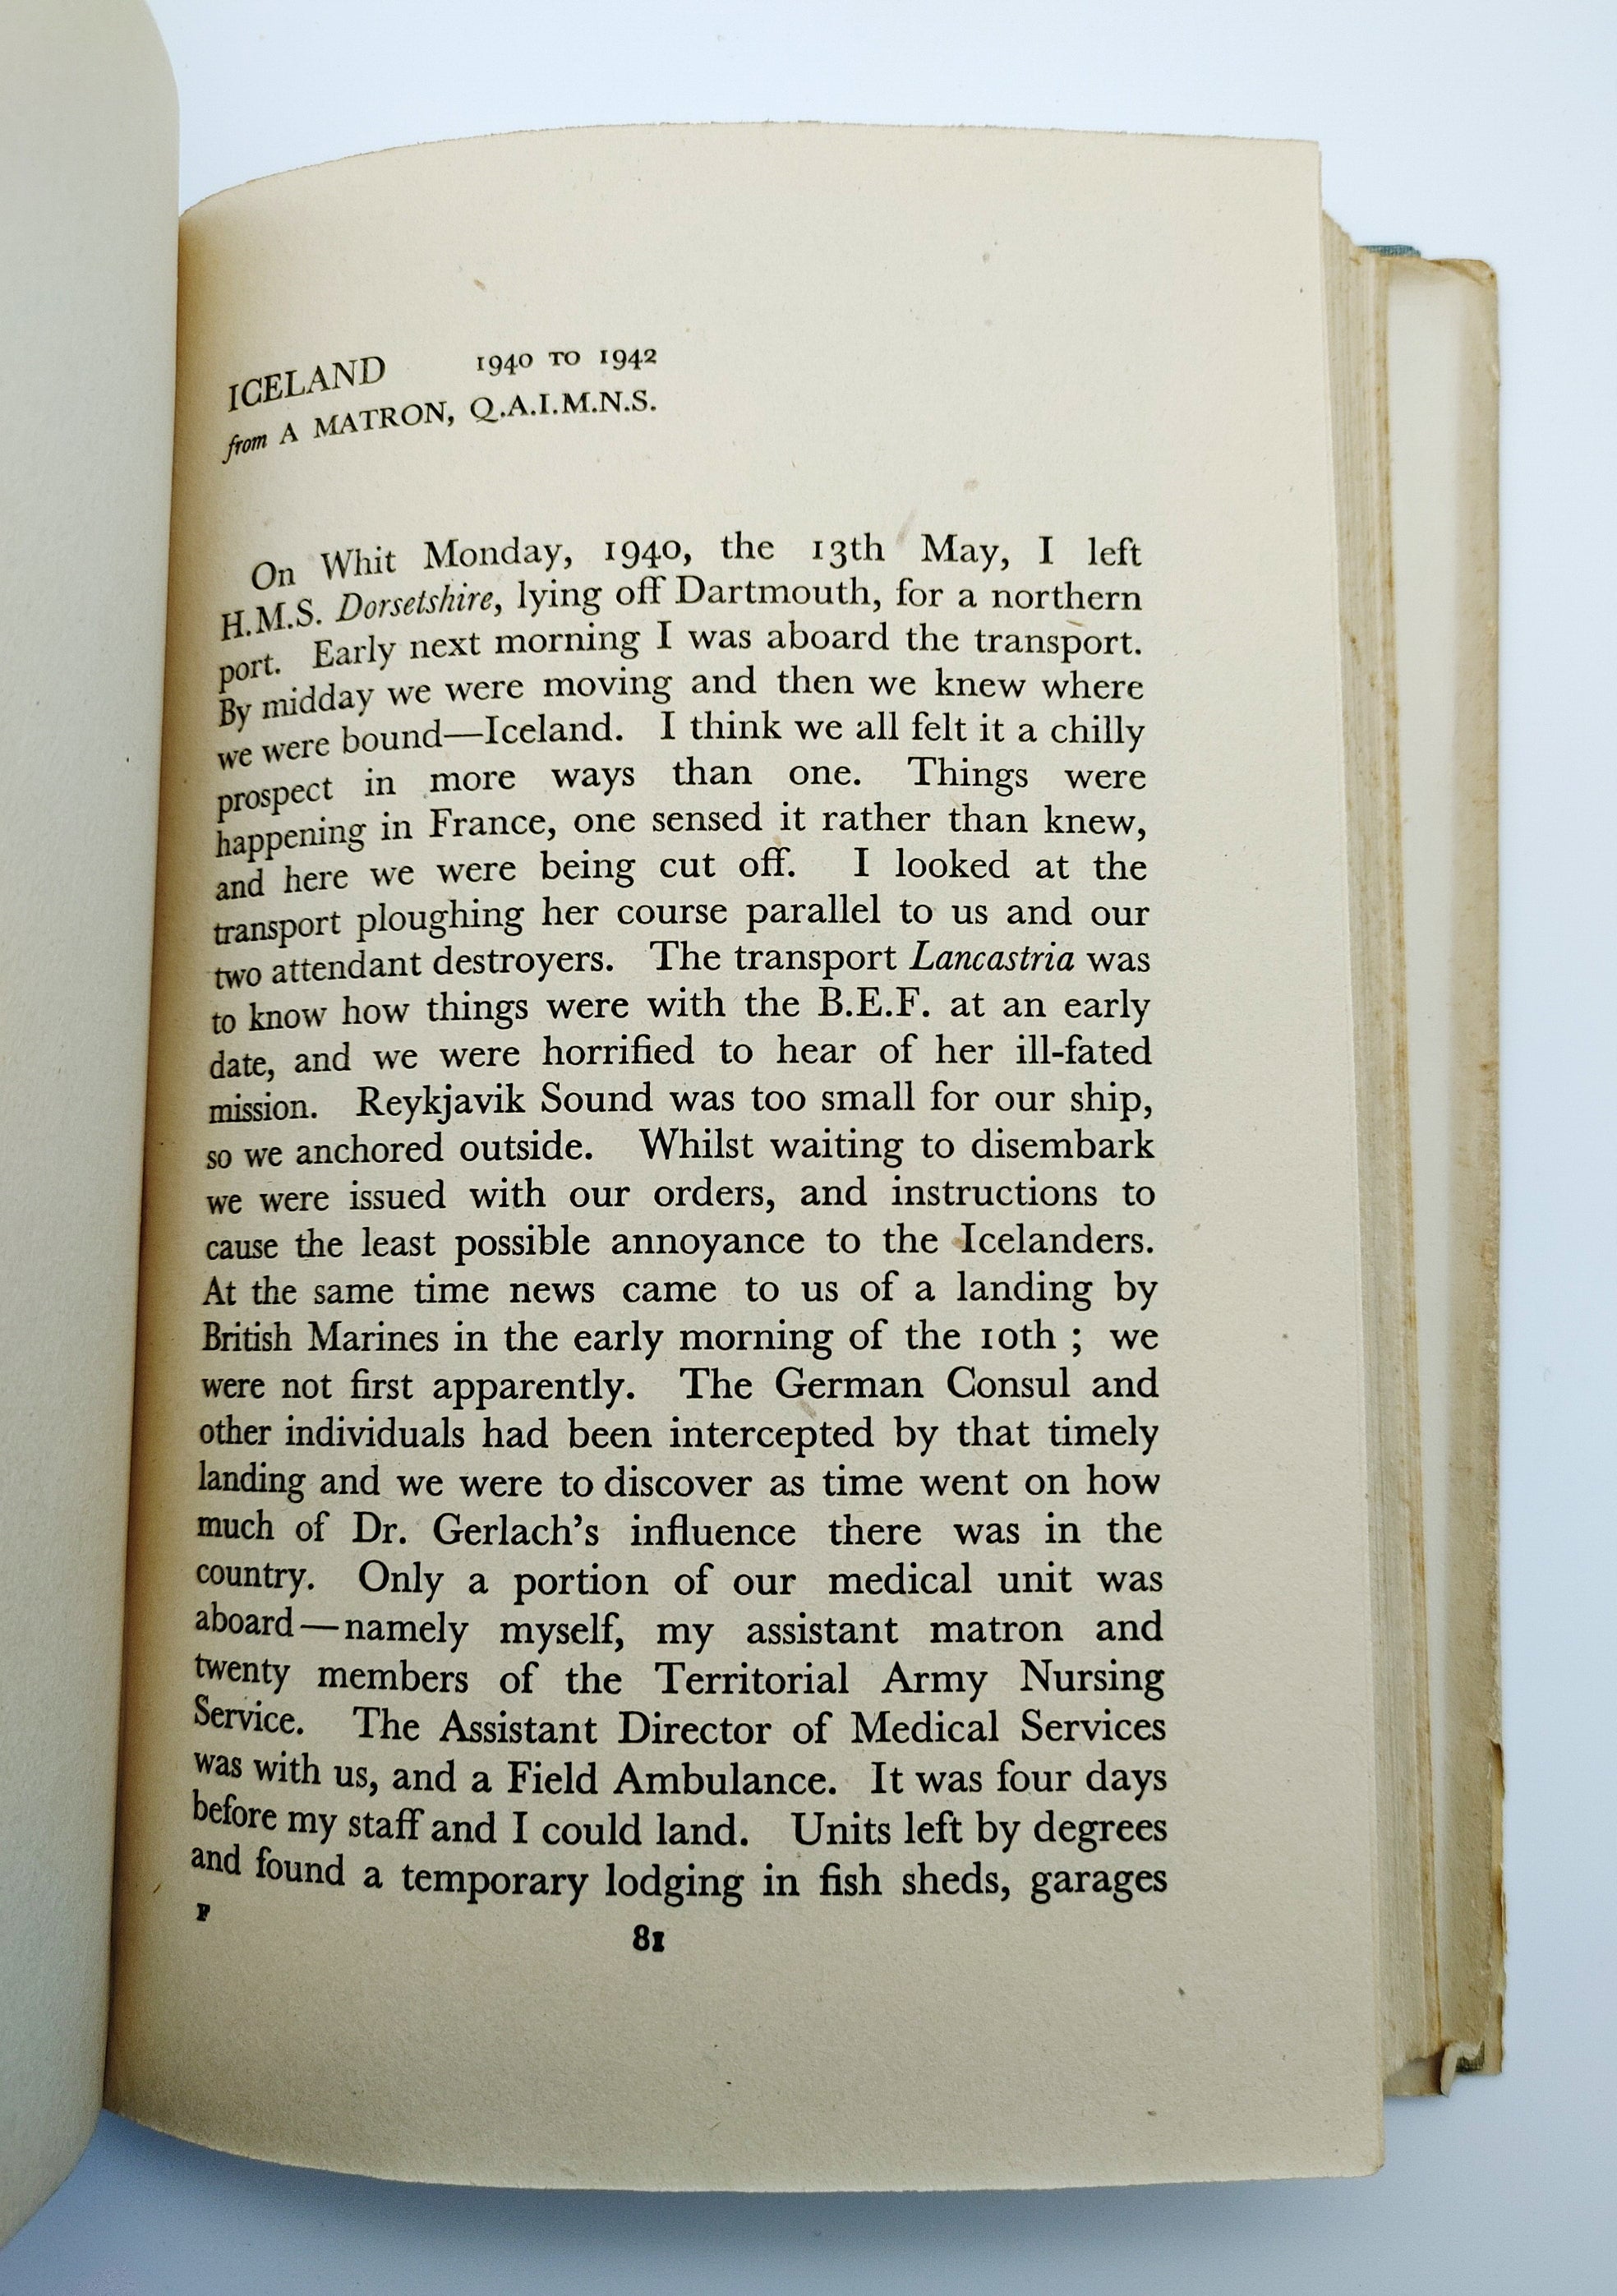 ICELAND 1940 TO 1942
from A MATRON, Q.A.I.M.N.S.
On Whit Monday, 1940, the 13th May, I left
H.M.S. Dorsetshire, lying off Dartmouth, for a northern
port. Early next morning I was aboard the transport.
By midday we were moving and then we knew where
we were bound—Iceland. I think we all felt it a chilly
prospect in more ways than one. Things were
happening in France, one sensed it rather than knew,
and here we were being cut off. I looked at the
transport ploughing her course parallel to us and our
two attendant destroyers. The transport Lancastria was
to know how things were with the B.E.F. at an early
date, and we were horrified to hear of her ill-fated
mission. Reykjavik Sound was too small for our ship,
so we anchored outside. Whilst waiting to disembark
we were issued with our orders, and instructions to
cause the least possible annoyance to the Icelanders.
At the same time news came to us of a landing by
British Marines in the early morning of the 10th ; we
were not first apparently. The German Consul and
other individuals had been intercepted by that timely
landing and we were to discover as time went on how
much of Dr. Gerlach's influence there was in the
country. Only a portion of our medical unit was
aboard—namely myself, my assistant matron and
twenty members of the Territorial Army Nursing
Service. The Assistant Director of Medical Services
was with us, and a Field Ambulance. It was four days
before my staff and I could land. Units left by degrees
and found a temporary lodging in fish sheds, garages
F
81